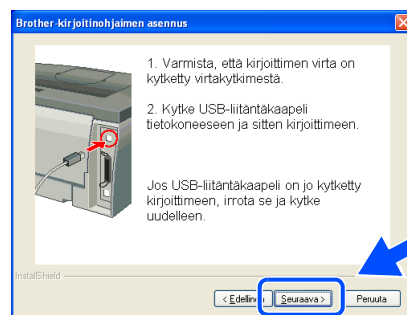 Brother-kirjoitinohjaimen asennus
1. Varmista, että kirjoittimen virta on
kytketty virtakytkimestä.
2. Kytke USB-liitäntäkaapeli
tietokoneeseen ja sitten kirjoittimeen.
Jos USB-liitäntäkaapeli on jo kytketty
kirjoittimeen, irrota se ja kytke
uudelleen.
InstallShield
< Edellinen Seuraava > Peruuta